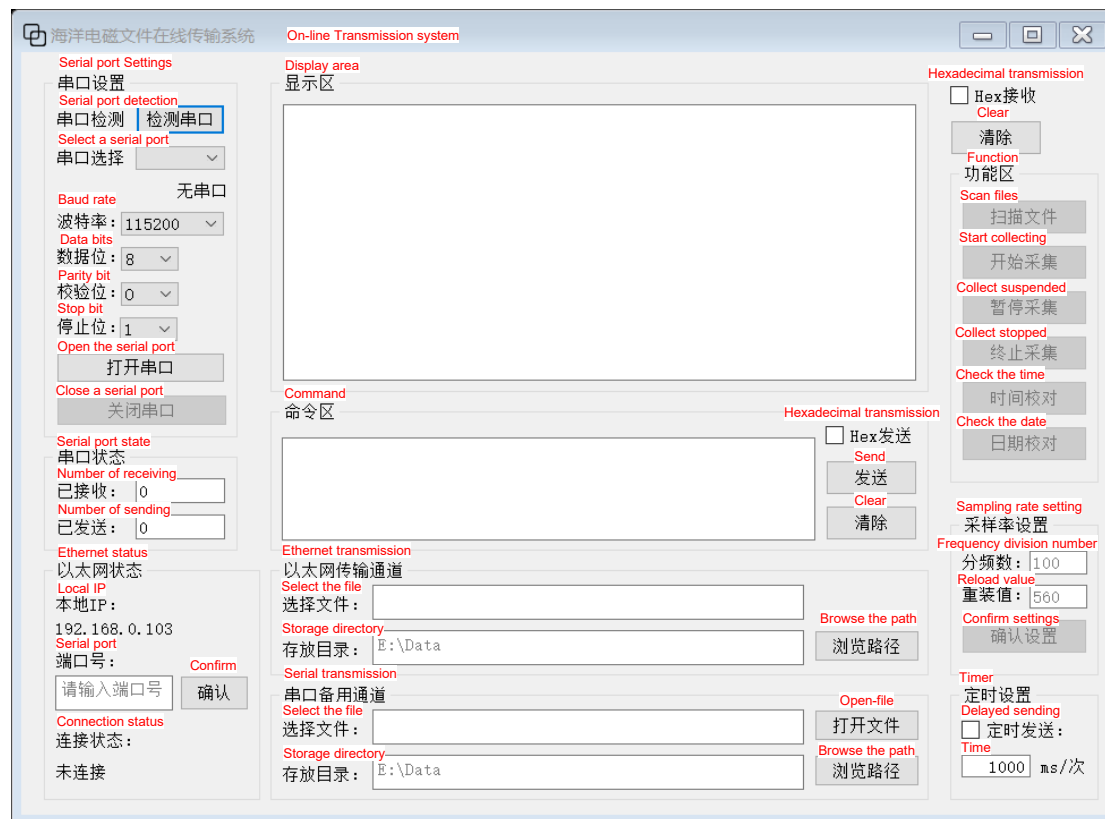 海洋电磁文件在线传输系统 On-line Transmission system
Serial port Settings
串口设置
Serial port detection
串口检测 检测串口
Select a serial port
串口选择
无串口
Baud rate
波特率: 115200
Data bits
数据位: 8
Parity bit
校验位: 0
Stop bit
停止位: 1
Open the serial port
打开串口
Close a serial port
关闭串口
Serial port state
串口状态
Number of receiving
已接收: 0
Number of sending
已发送: 0
Ethernet status
以太网状态
Local IP
本地IP:
192.168.0.103
Serial port
端口号:
Confirm
请输入端口号 确认
Connection status
连接状态:
未连接
Display area
显示区
Command
命令区
Hexadecimal transmission
Hex发送
Send
发送
Clear
清除
Ethernet transmission
以太网传输通道
Select the file
选择文件:
Storage directory
存放目录: E:\Data
Browse the path
浏览路径
Serial transmission
串口备用通道
Select the file
选择文件:
Open-file
打开文件
Storage directory
存放目录: E:\Data
Browse the path
浏览路径
Hexadecimal transmission
Hex接收
Clear
清除
Function
功能区
Scan files
扫描文件
Start collecting
开始采集
Collect suspended
暂停采集
Collect stopped
终止采集
Check the time
时间校对
Check the date
日期校对
Sampling rate setting
采样率设置
Frequency division number
分频数: 100
Reload value
重装值: 560
Confirm settings
确认设置
Timer
定时设置
Delayed sending
定时发送:
Time
1000 ms/次